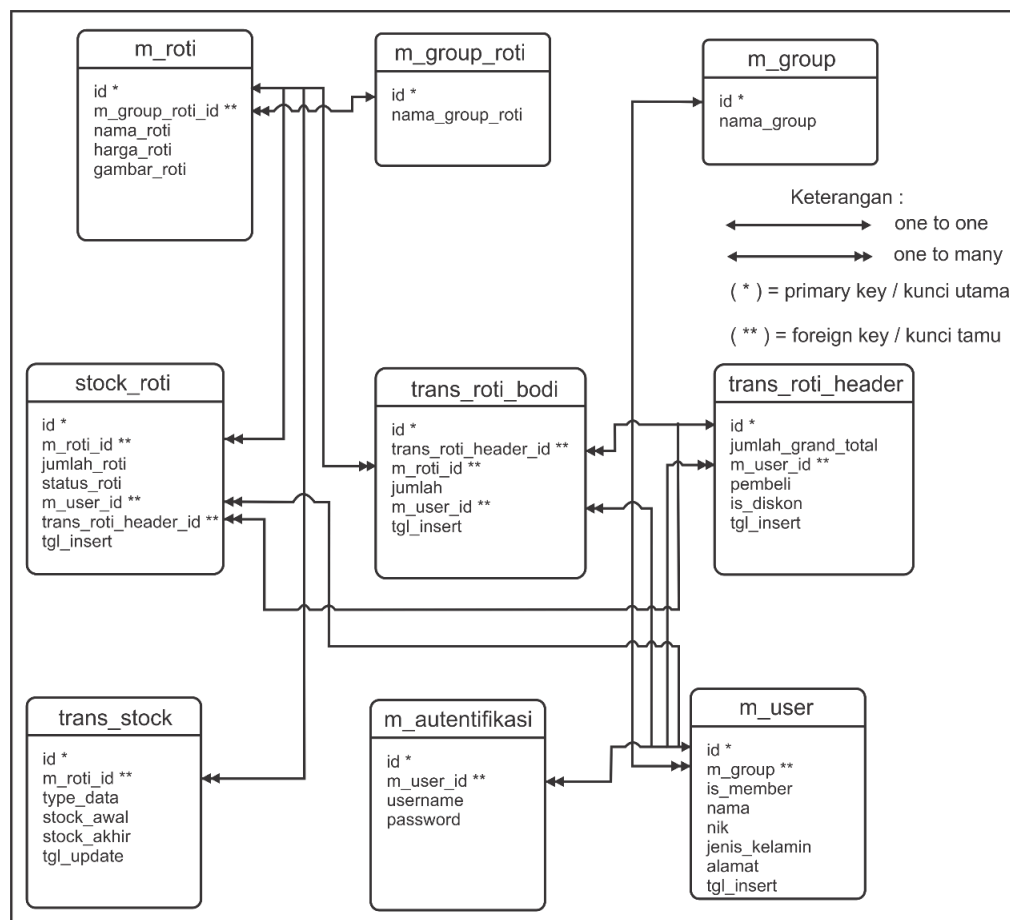 m_roti
id *
m_group_roti_id **
nama_roti
harga_roti
gambar_roti
m_group_roti
id *
nama_group_roti
m_group
id *
nama_group
Keterangan :
one to one
one to many
( * ) = primary key / kunci utama
( ** ) = foreign key / kunci tamu
stock_roti
id *
m_roti_id **
jumlah_roti
status_roti
m_user_id **
trans_roti_header_id **
tgl_insert
trans_roti_bodi
id *
trans_roti_header_id **
m_roti_id **
jumlah
m_user_id **
tgl_insert
trans_roti_header
id *
jumlah_grand_total
m_user_id **
pembeli
is_diskon
tgl_insert
trans_stock
id *
m_roti_id **
type_data
stock_awal
stock_akhir
tgl_update
m_autentifikasi
id *
m_user_id **
username
password
m_user
id *
m_group **
is_member
nama
nik
jenis_kelamin
alamat
tgl_insert